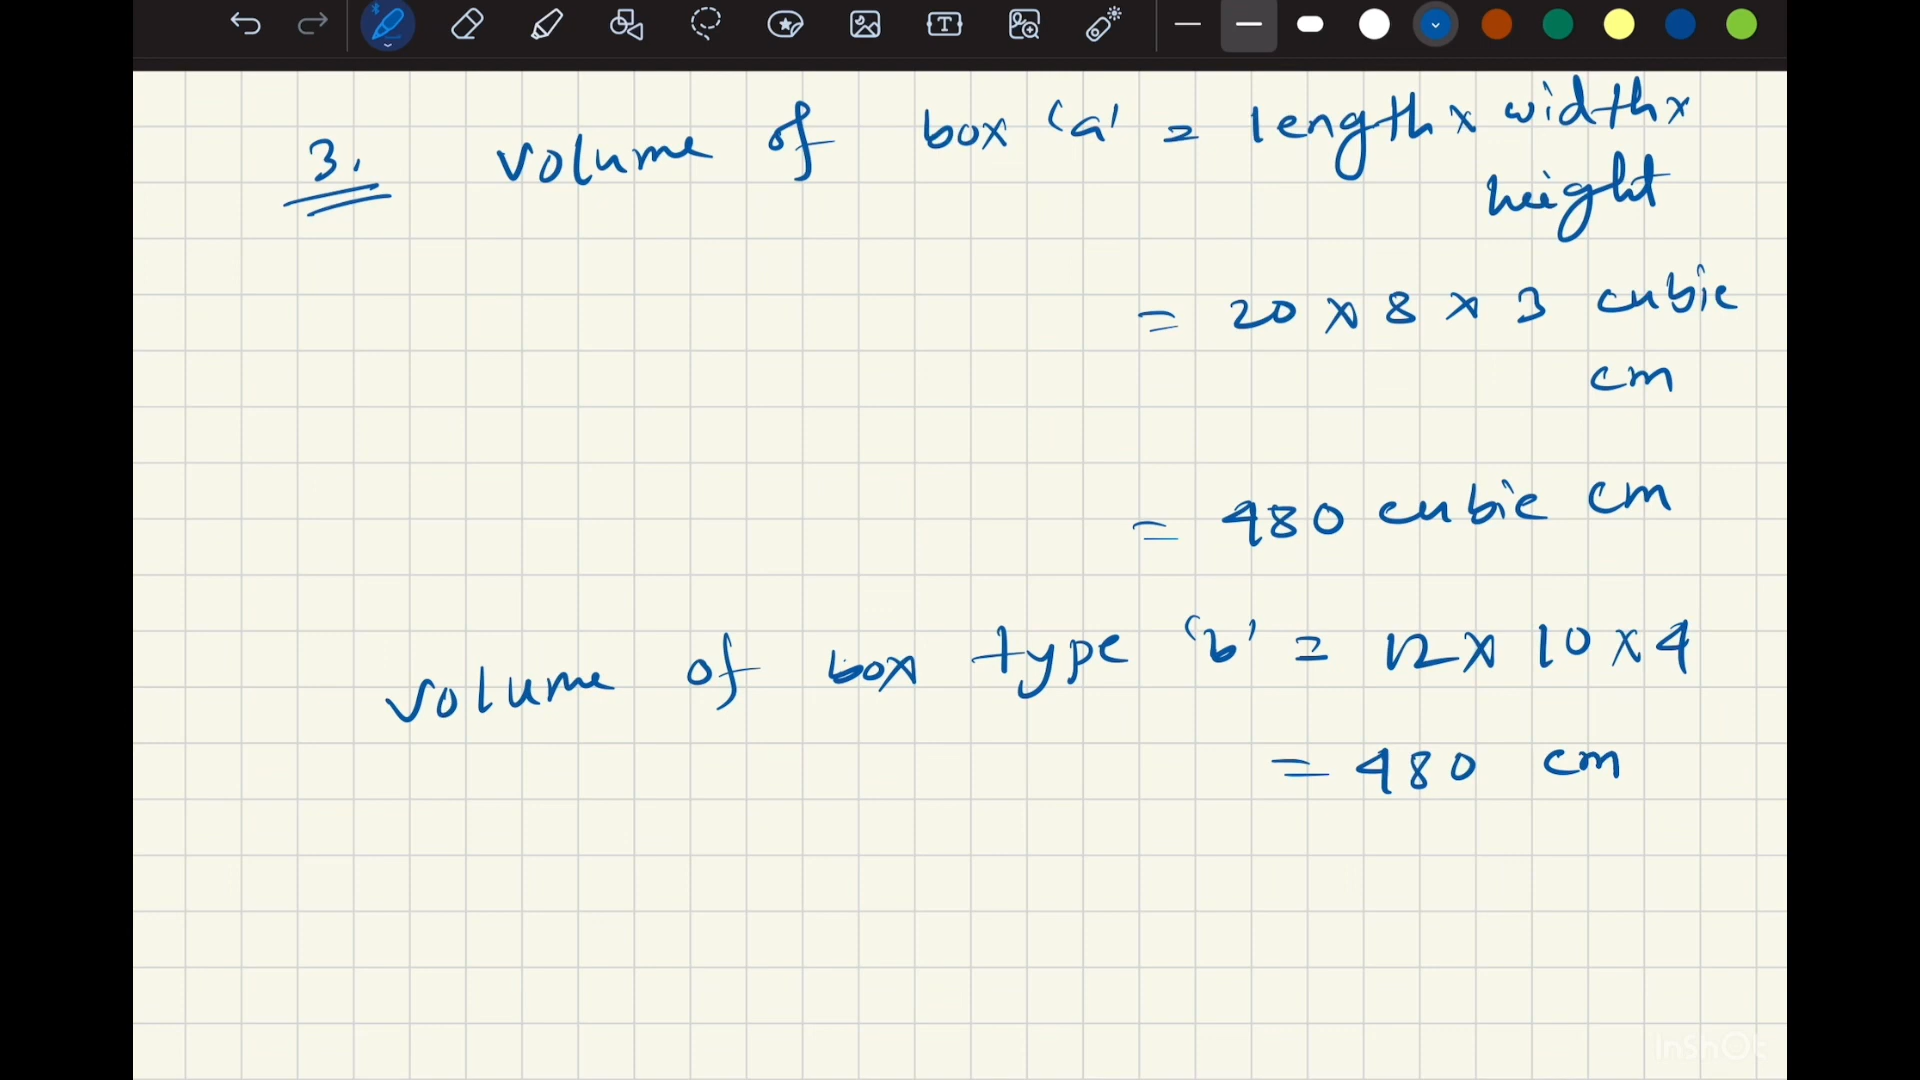 3. volume of box 'a' = length x width x
height
= 20 x 8 x 3 cubic
cm
= 480 cubic cm
volume of box type 'b' = 12 x 10 x 4
= 480 cm
InShOt